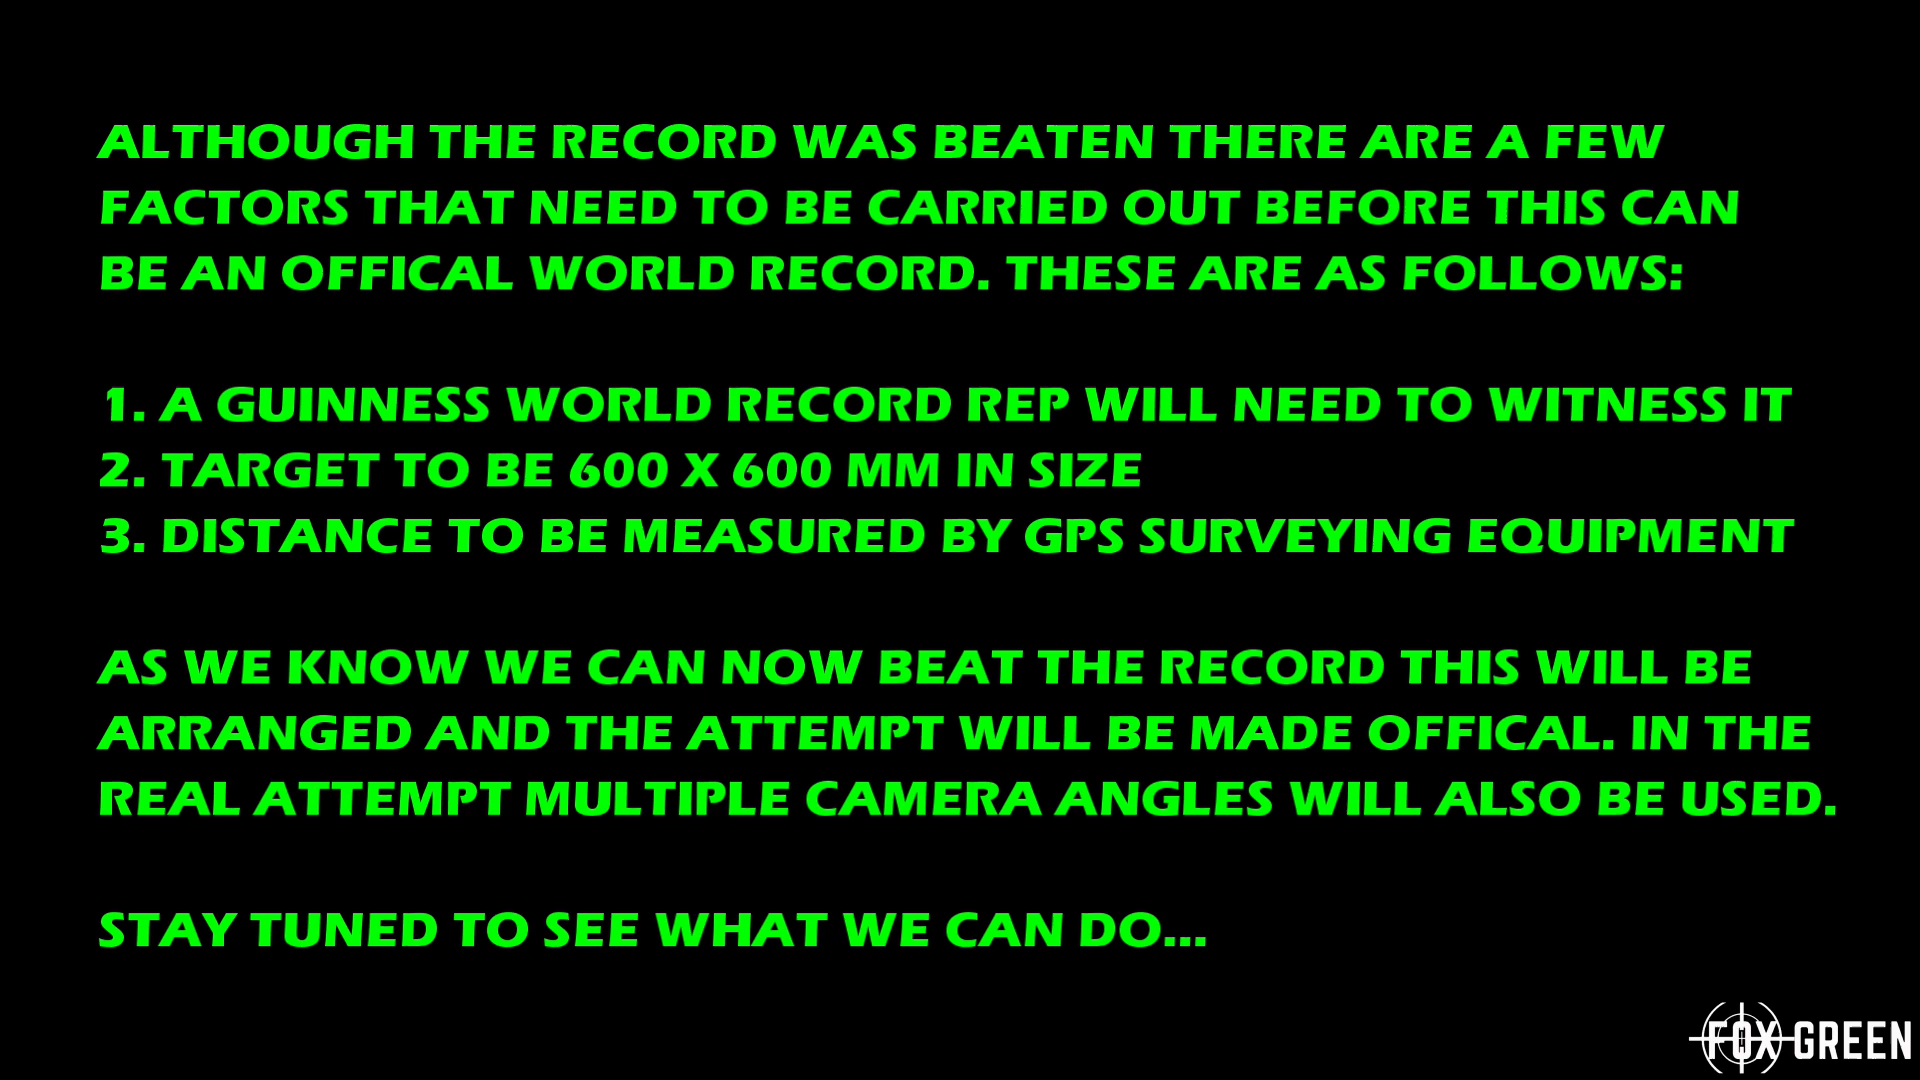 ALTHOUGH THE RECORD WAS BEATEN THERE ARE A FEW
FACTORS THAT NEED TO BE CARRIED OUT BEFORE THIS CAN
BE AN OFFICAL WORLD RECORD. THESE ARE AS FOLLOWS:
1. A GUINNESS WORLD RECORD REP WILL NEED TO WITNESS IT
2. TARGET TO BE 600 X 600 MM IN SIZE
3. DISTANCE TO BE MEASURED BY GPS SURVEYING EQUIPMENT
AS WE KNOW WE CAN NOW BEAT THE RECORD THIS WILL BE
ARRANGED AND THE ATTEMPT WILL BE MADE OFFICAL. IN THE
REAL ATTEMPT MULTIPLE CAMERA ANGLES WILL ALSO BE USED.
STAY TUNED TO SEE WHAT WE CAN DO...
FOX GREEN